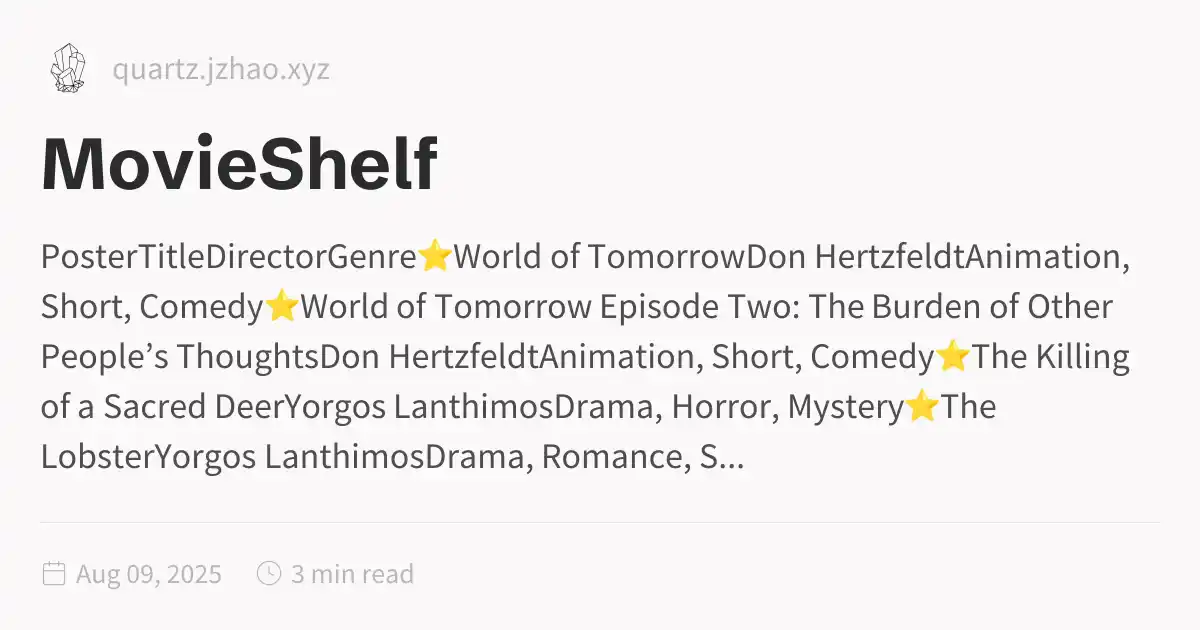 quartz.jzhao.xyz
MovieShelf
PosterTitleDirectorGenre⭐World of TomorrowDon HertzfeldtAnimation,
Short, Comedy⭐World of Tomorrow Episode Two: The Burden of Other
People’s ThoughtsDon HertzfeldtAnimation, Short, Comedy⭐The Killing
of a Sacred DeerYorgos LanthimosDrama, Horror, Mystery⭐The
LobsterYorgos LanthimosDrama, Romance, S...
Aug 09, 2025 3 min read